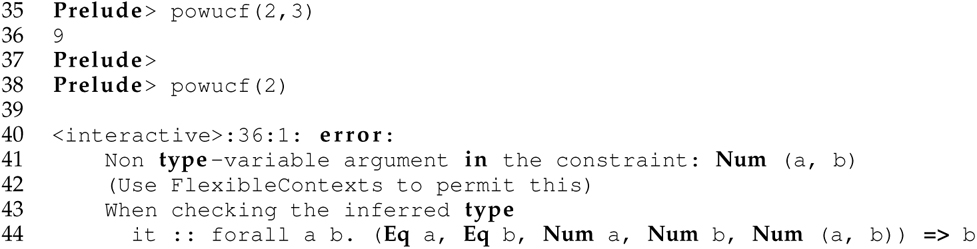 35 Prelude> powucf(2,3)
36 9
37 Prelude>
38 Prelude> powucf(2)
39
40 <interactive>:36:1: error:
41 Non type-variable argument in the constraint: Num (a, b)
42 (Use FlexibleContexts to permit this)
43 When checking the inferred type
44 it :: forall a b. (Eq a, Eq b, Num a, Num b, Num (a, b)) => b